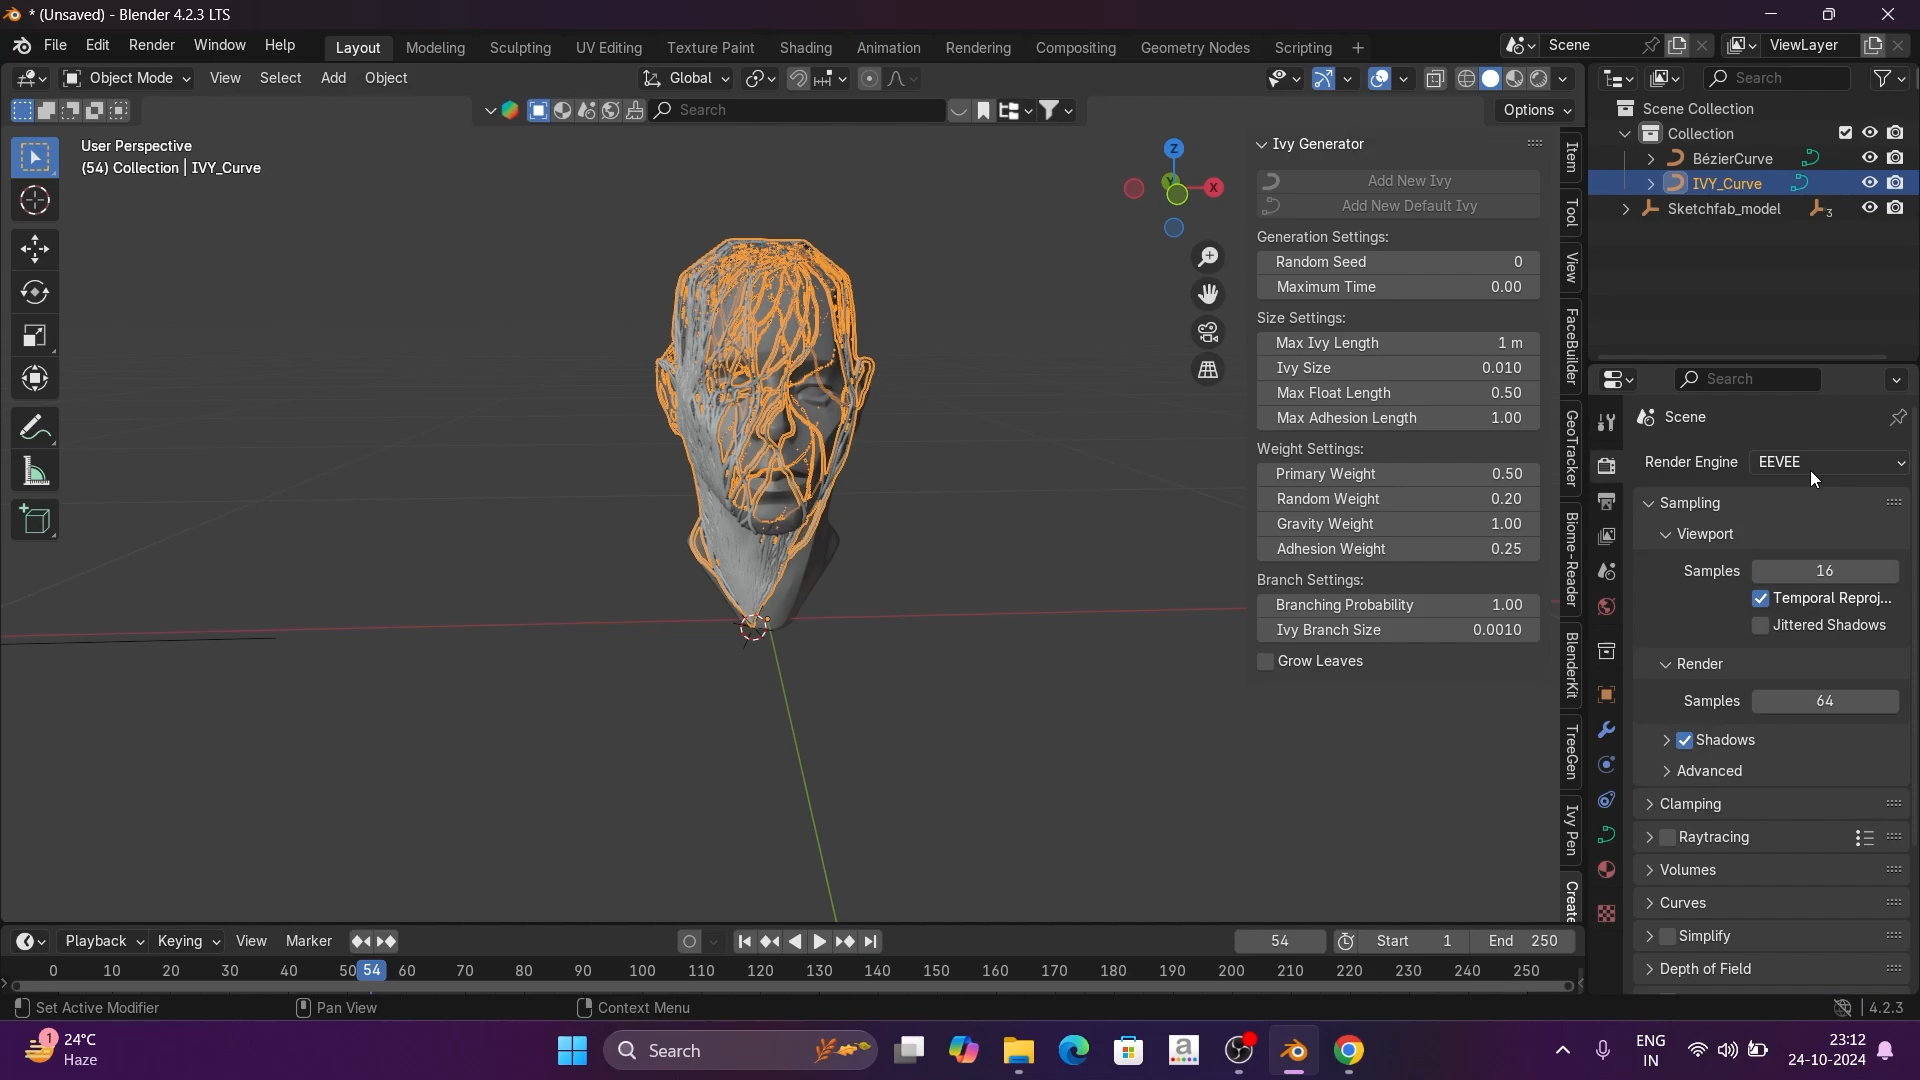 * (Unsaved) - Blender 4.2.3 LTS
File Edit Render Window Help Layout Modeling Sculpting UV Editing Texture Paint Shading Animation Rendering Compositing Geometry Nodes Scripting + Scene ViewLayer
Object Mode View Select Add Object Global Search
Search Options
User Perspective
(54) Collection | IVY_Curve
Z
Y
X
Ivy Generator
Add New Ivy
Add New Default Ivy
Generation Settings:
Random Seed 0
Maximum Time 0.00
Size Settings:
Max Ivy Length 1 m
Ivy Size 0.010
Max Float Length 0.50
Max Adhesion Length 1.00
Weight Settings:
Primary Weight 0.50
Random Weight 0.20
Gravity Weight 1.00
Adhesion Weight 0.25
Branch Settings:
Branching Probability 1.00
Ivy Branch Size 0.0010
Grow Leaves
Item
Tool
View
FaceBuilder
GeoTracker
Biome-Reader
BlenderKit
TreeGen
Ivy Pen
Create
Scene Collection
Collection
BézierCurve
IVY_Curve
Sketchfab_model 3
Search
Scene
Render Engine EEVEE
Sampling
Viewport
Samples 16
Temporal Reproj...
Jittered Shadows
Render
Samples 64
Shadows
Advanced
Clamping
Raytracing
Volumes
Curves
Simplify
Depth of Field
Playback Keying View Marker 54 Start 1 End 250
0 10 20 30 40 50 54 60 70 80 90 100 110 120 130 140 150 160 170 180 190 200 210 220 230 240 250
Set Active Modifier Pan View Context Menu 4.2.3
1 24°C
Haze
Search
a
ENG
IN
23:12
24-10-2024